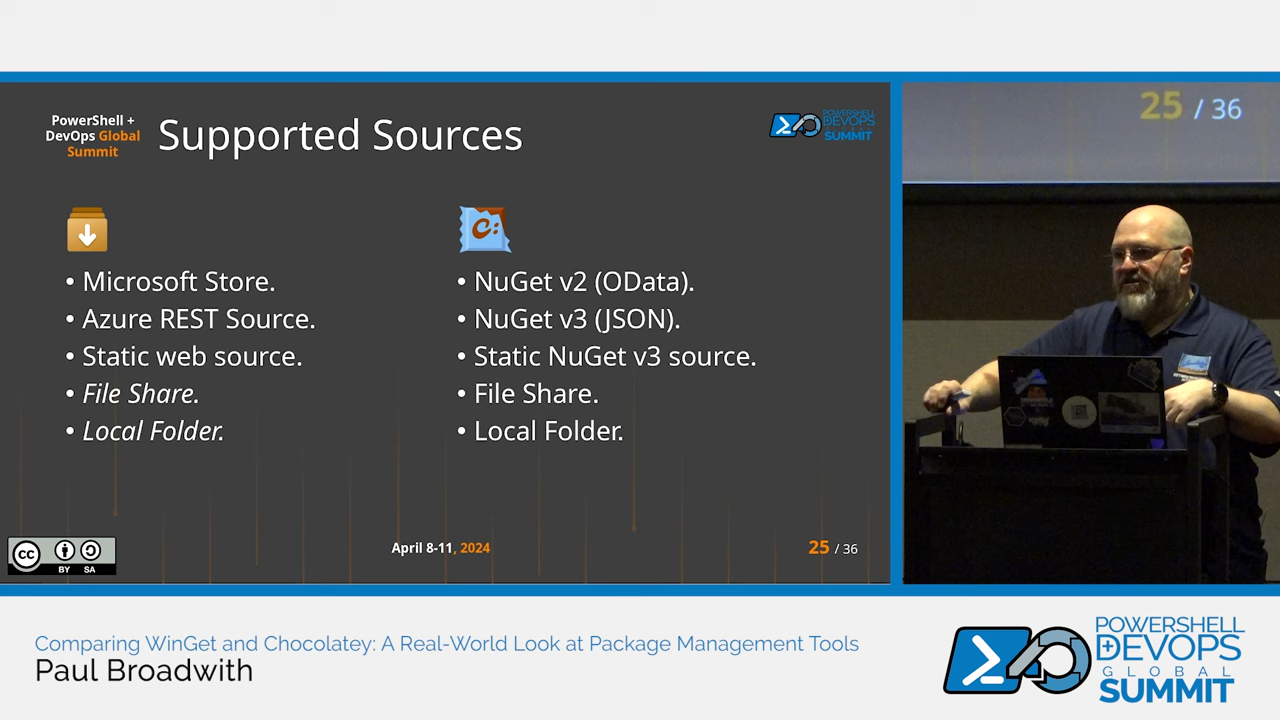 PowerShell +
DevOps Global
Summit
Supported Sources
POWERSHELL
DEVOPS
GLOBAL
SUMMIT
• Microsoft Store.
• Azure REST Source.
• Static web source.
• File Share.
• Local Folder.
C:
• NuGet v2 (OData).
• NuGet v3 (JSON).
• Static NuGet v3 source.
• File Share.
• Local Folder.
cc
BY SA
April 8-11, 2024
25 / 36
25 / 36
Comparing WinGet and Chocolatey: A Real-World Look at Package Management Tools
Paul Broadwith
POWERSHELL
DEVOPS
GLOBAL
SUMMIT